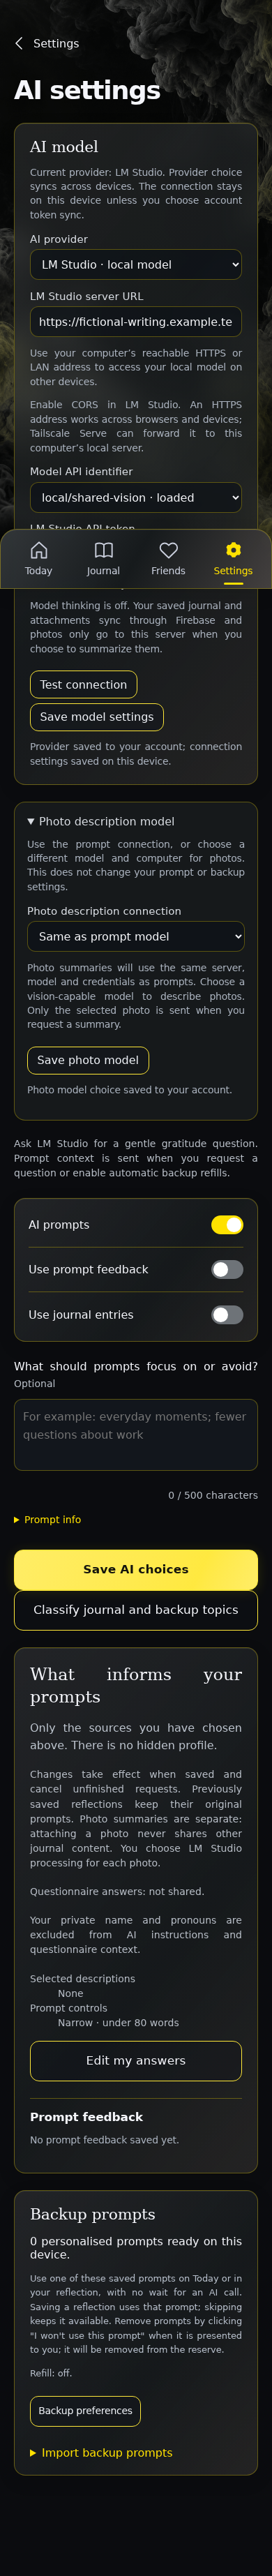 Settings
AI settings
AI model
Current provider: LM Studio. Provider choice
syncs across devices. The connection stays
on this device unless you choose account
token sync.
AI provider
LM Studio · local model
LM Studio server URL
https://fictional-writing.example.te
Use your computer's reachable HTTPS or
LAN address to access your local model on
other devices.
Enable CORS in LM Studio. An HTTPS
address works across browsers and devices;
Tailscale Serve can forward it to this
computer's local server.
Model API identifier
local/shared-vision · loaded
LM Studio API token
Today
Journal
Friends
Settings
Model thinking is off. Your saved journal and
attachments sync through Firebase and
photos only go to this server when you
choose to summarize them.
Test connection
Save model settings
Provider saved to your account; connection
settings saved on this device.
▼ Photo description model
Use the prompt connection, or choose a
different model and computer for photos.
This does not change your prompt or backup
settings.
Photo description connection
Same as prompt model
Photo summaries will use the same server,
model and credentials as prompts. Choose a
vision-capable model to describe photos.
Only the selected photo is sent when you
request a summary.
Save photo model
Photo model choice saved to your account.
Ask LM Studio for a gentle gratitude question.
Prompt context is sent when you request a
question or enable automatic backup refills.
AI prompts
Use prompt feedback
Use journal entries
What should prompts focus on or avoid?
Optional
For example: everyday moments; fewer
questions about work
0 / 500 characters
▶ Prompt info
Save AI choices
Classify journal and backup topics
What informs your
prompts
Only the sources you have chosen
above. There is no hidden profile.
Changes take effect when saved and
cancel unfinished requests. Previously
saved reflections keep their original
prompts. Photo summaries are separate:
attaching a photo never shares other
journal content. You choose LM Studio
processing for each photo.
Questionnaire answers: not shared.
Your private name and pronouns are
excluded from AI instructions and
questionnaire context.
Selected descriptions
None
Prompt controls
Narrow · under 80 words
Edit my answers
Prompt feedback
No prompt feedback saved yet.
Backup prompts
0 personalised prompts ready on this
device.
Use one of these saved prompts on Today or in
your reflection, with no wait for an AI call.
Saving a reflection uses that prompt; skipping
keeps it available. Remove prompts by clicking
"I won't use this prompt" when it is presented
to you; it will be removed from the reserve.
Refill: off.
Backup preferences
▶ Import backup prompts